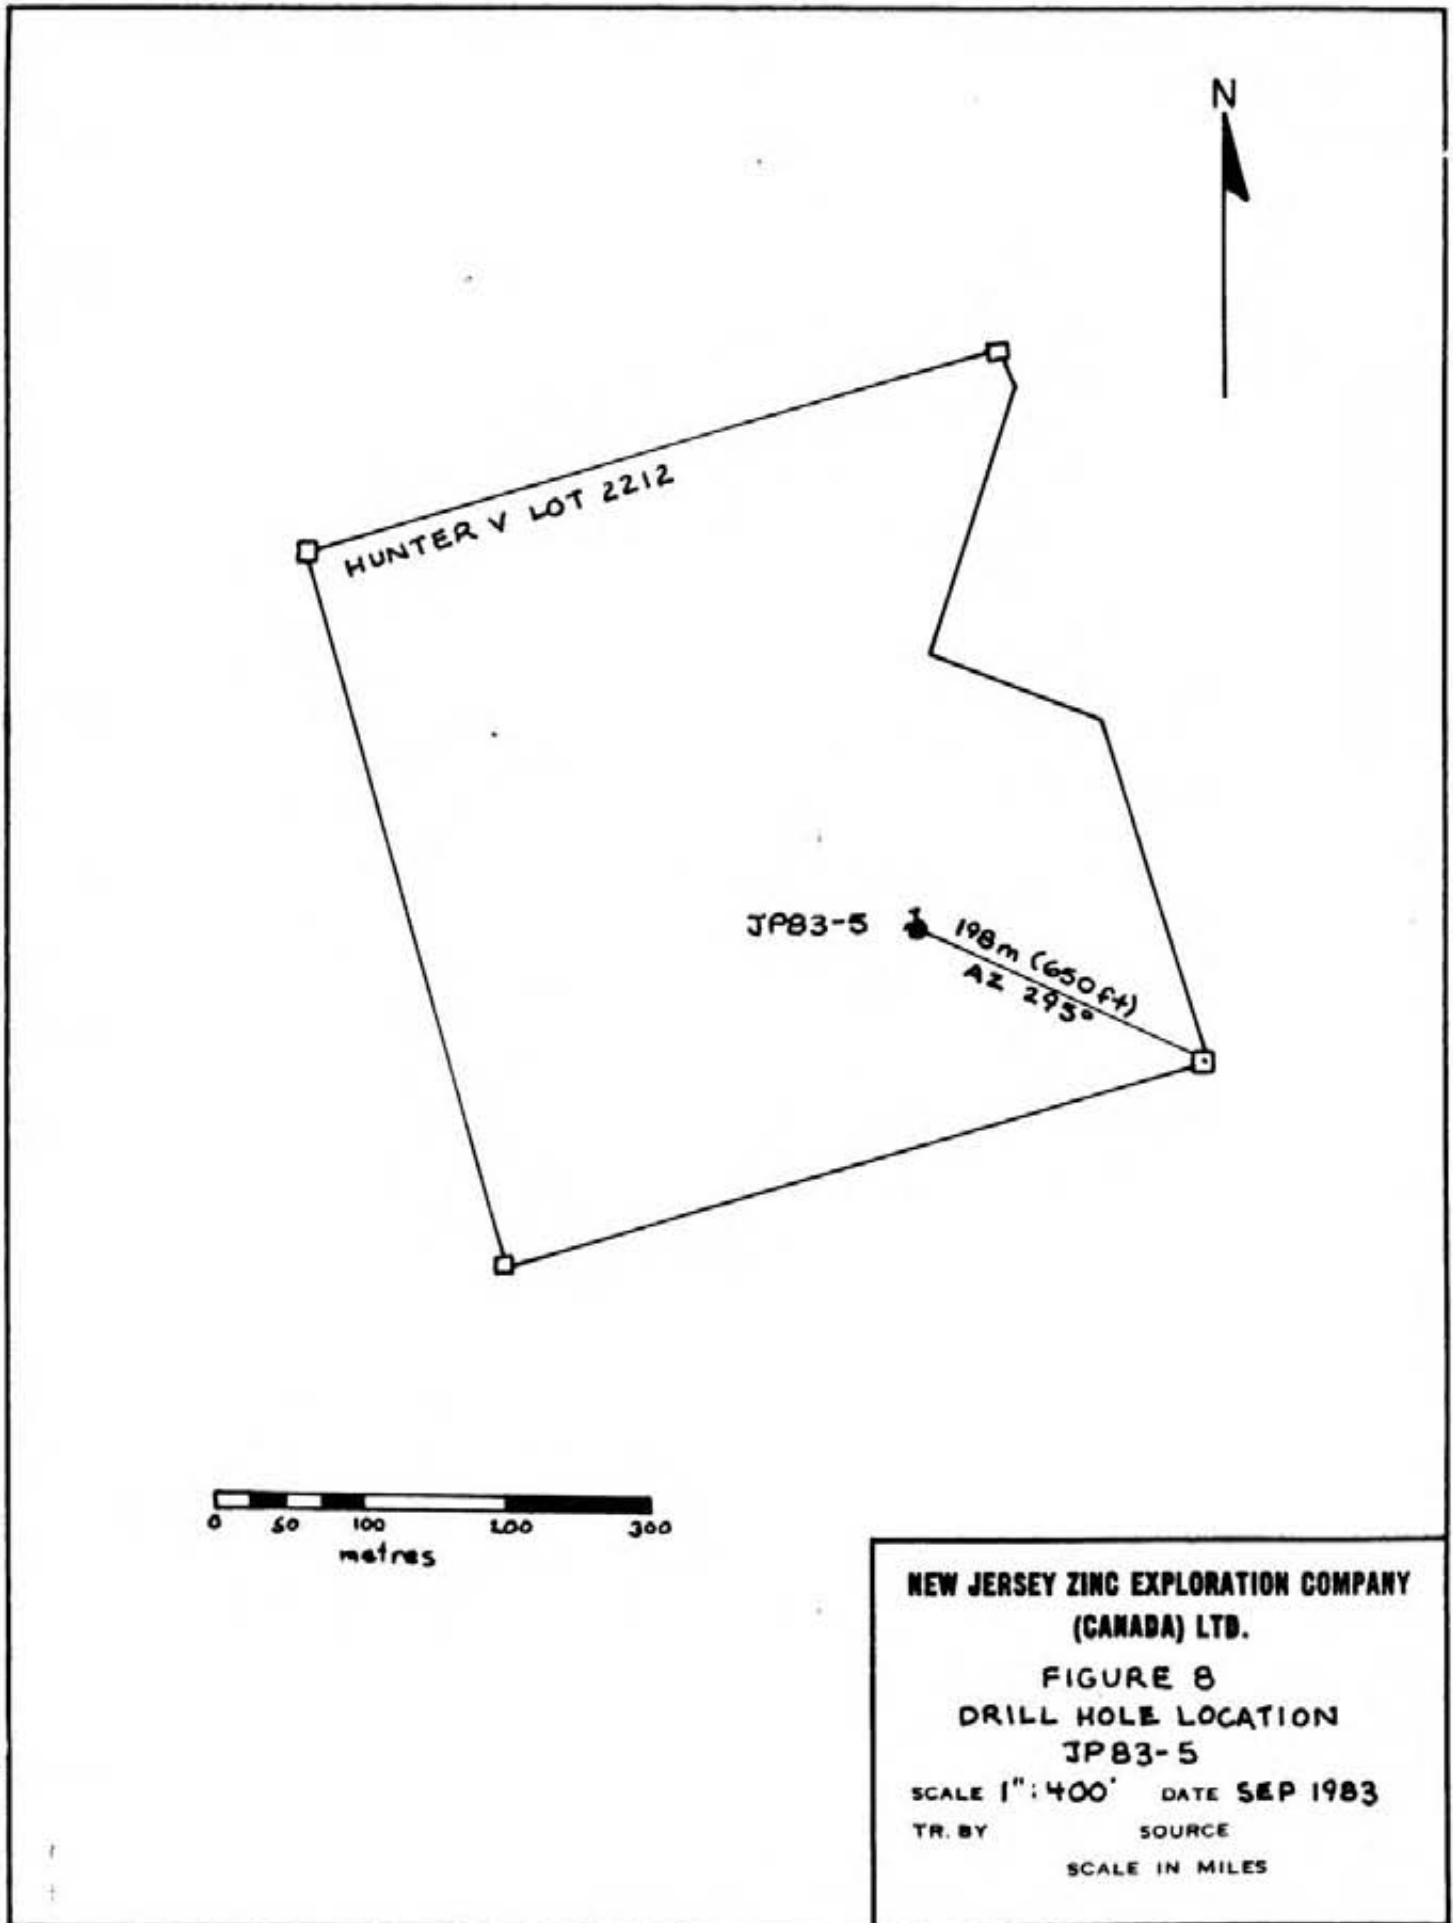 N
HUNTER V LOT 2212
JP83-5
198m (650ft)
AZ 295°
0 50 100 200 300
metres
NEW JERSEY ZINC EXPLORATION COMPANY
(CANADA) LTD.
FIGURE 8
DRILL HOLE LOCATION
JP83-5
SCALE 1":400' DATE SEP 1983
TR. BY SOURCE
SCALE IN MILES